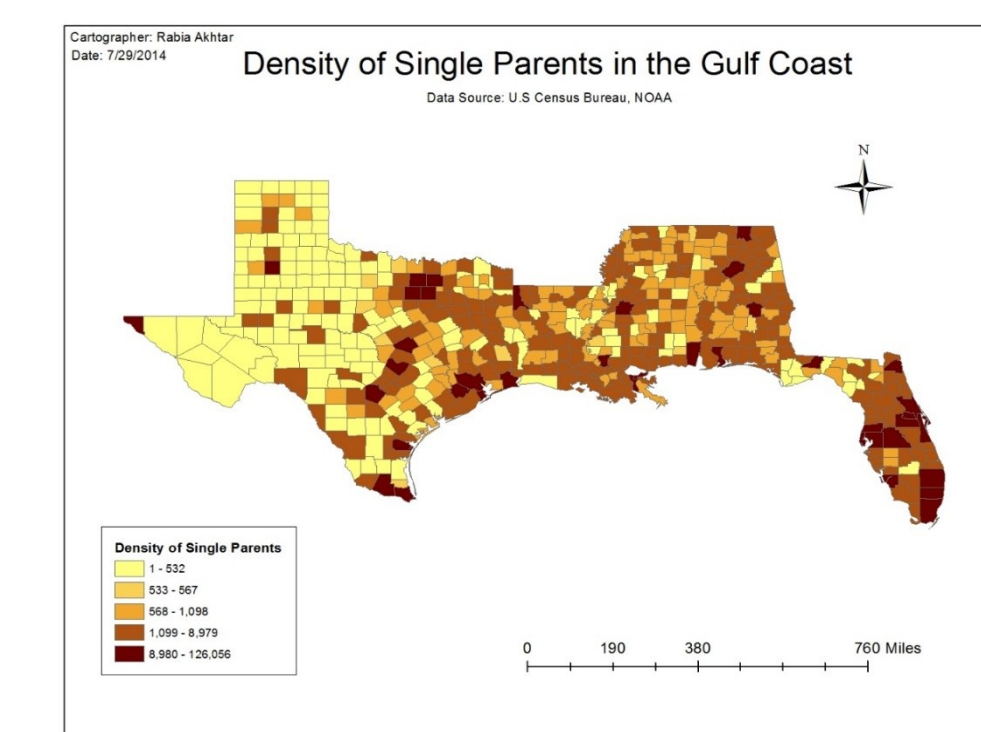 Cartographer: Rabia Akhtar
Date: 7/29/2014
Density of Single Parents in the Gulf Coast
Data Source: U.S Census Bureau, NOAA
N
Density of Single Parents
1 - 532
533 - 567
568 - 1,098
1,099 - 8,979
8,980 - 126,056
0 190 380 760 Miles